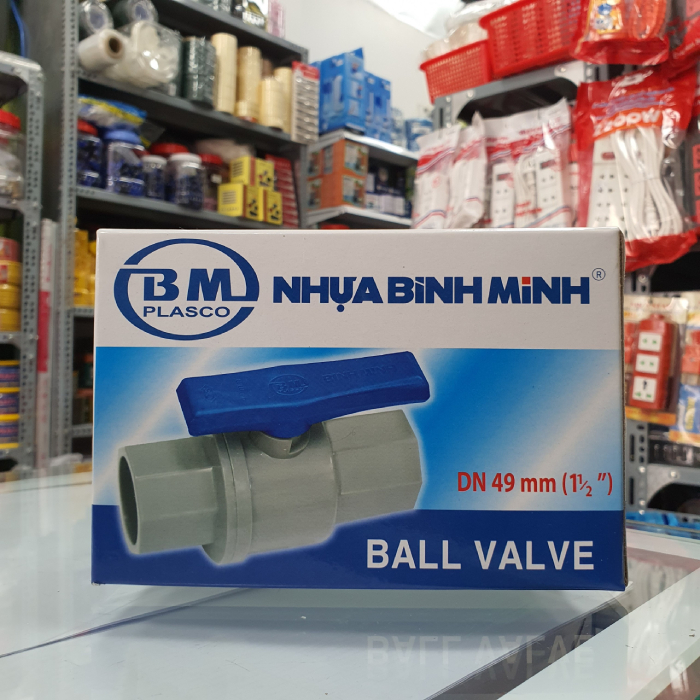 BM
PLASCO
NHỰA BÌNH MINH ®
DN 49 mm (1½")
BALL VALVE